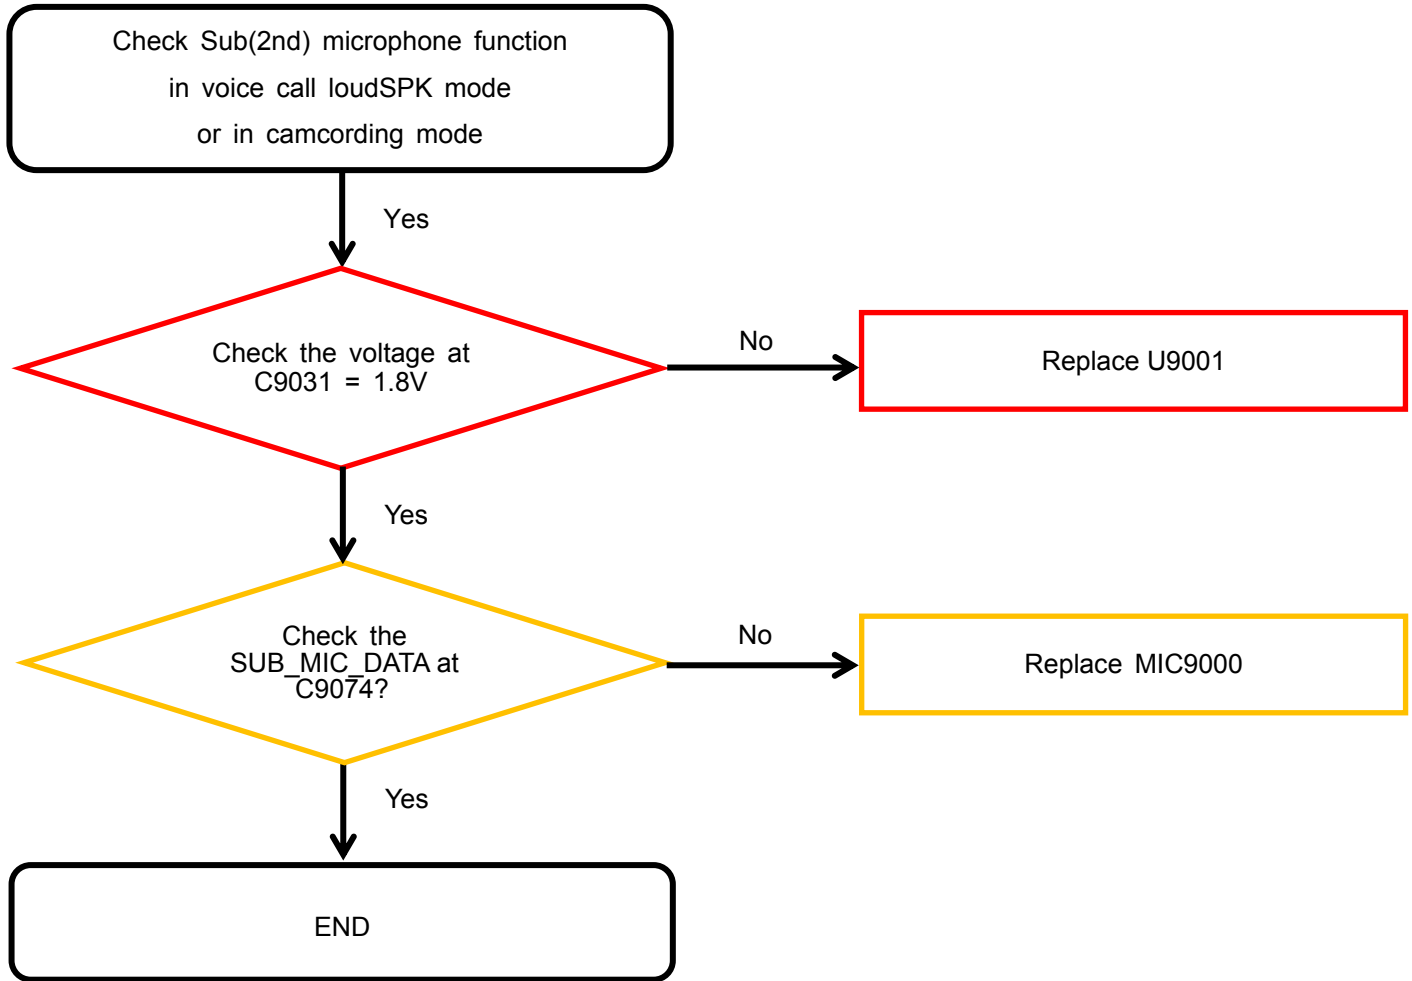 Check Sub(2nd) microphone function
in voice call loudSPK mode
or in camcording mode
Yes
Check the voltage at
C9031 = 1.8V
No
Replace U9001
Yes
Check the
SUB_MIC_DATA at
C9074?
No
Replace MIC9000
Yes
END